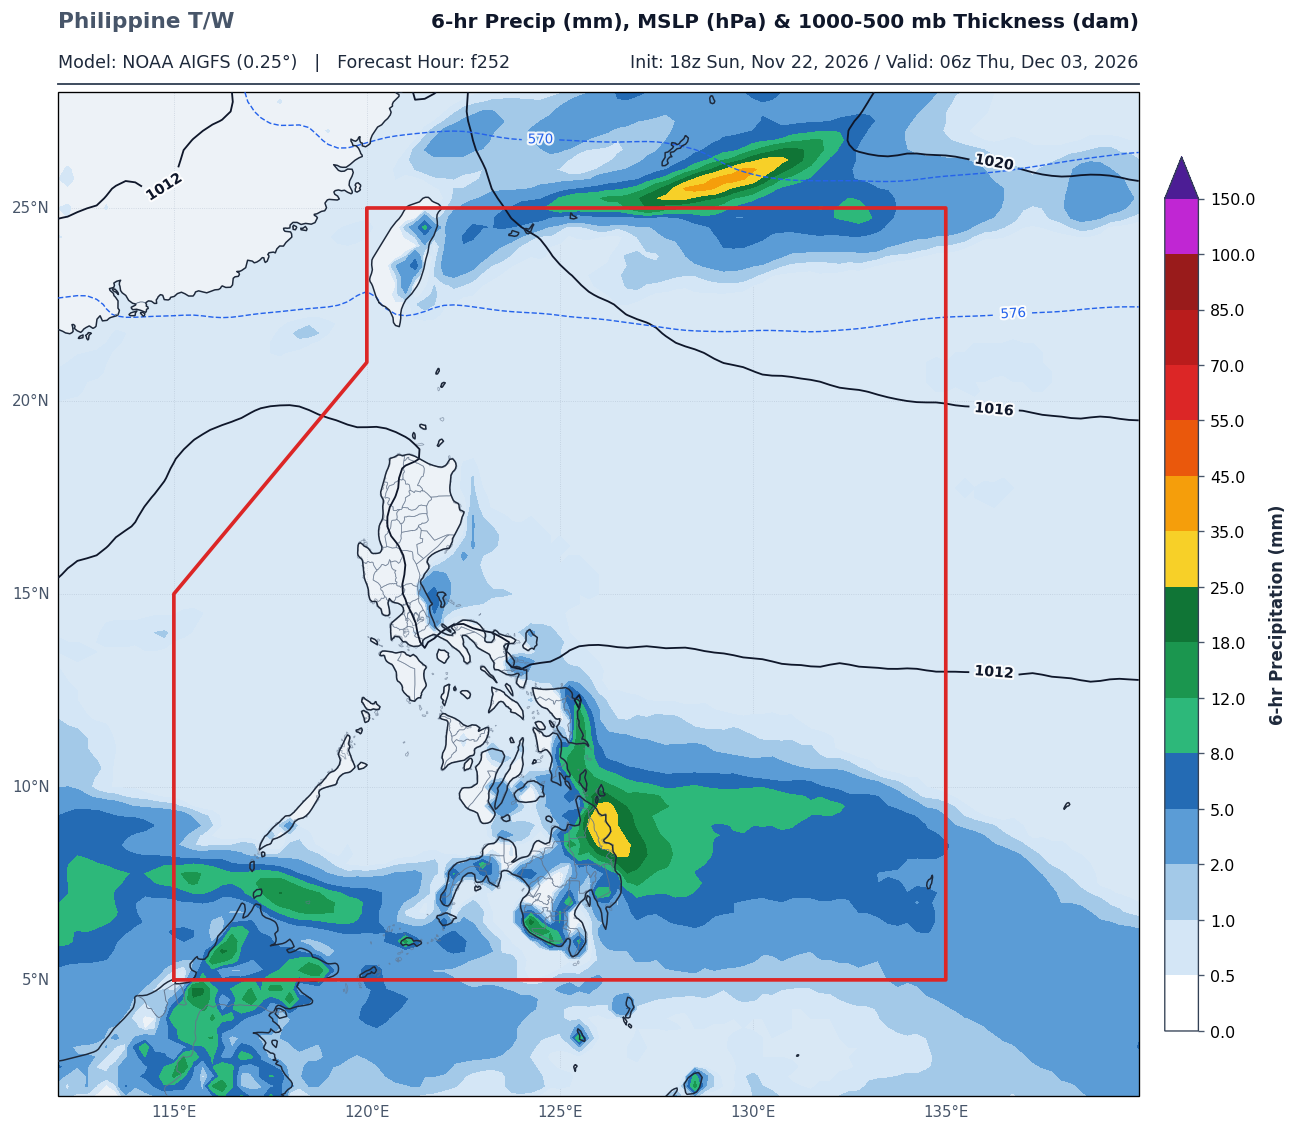 Philippine T/W
6-hr Precip (mm), MSLP (hPa) & 1000-500 mb Thickness (dam)
Model: NOAA AIGFS (0.25°) | Forecast Hour: f252
Init: 18z Sun, Nov 22, 2026 / Valid: 06z Thu, Dec 03, 2026
570
1020
1012
576
1016
1012
25°N
20°N
15°N
10°N
5°N
115°E
120°E
125°E
130°E
135°E
150.0
100.0
85.0
70.0
55.0
45.0
35.0
25.0
18.0
12.0
8.0
5.0
2.0
1.0
0.5
0.0
6-hr Precipitation (mm)